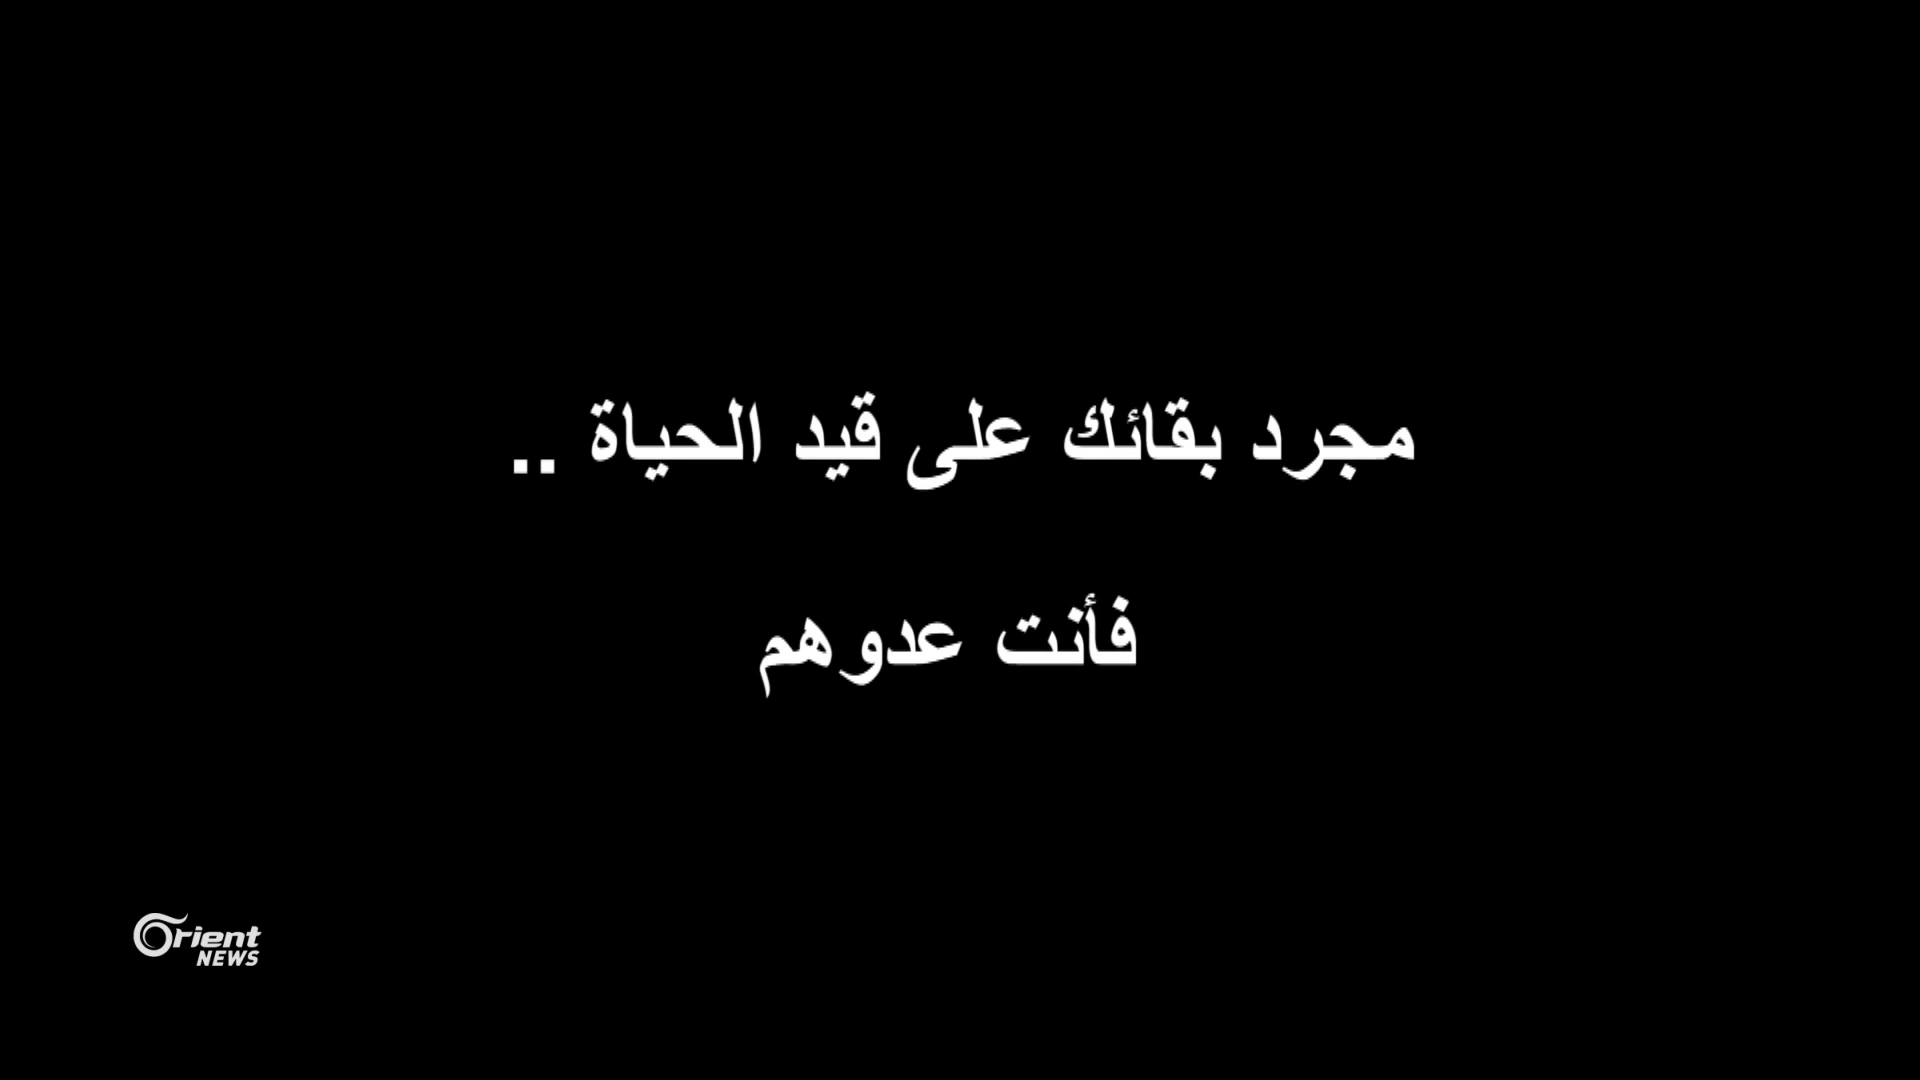 مجرد بقائك على قيد الحياة ..
فأنت عدوهم
Orient
NEWS